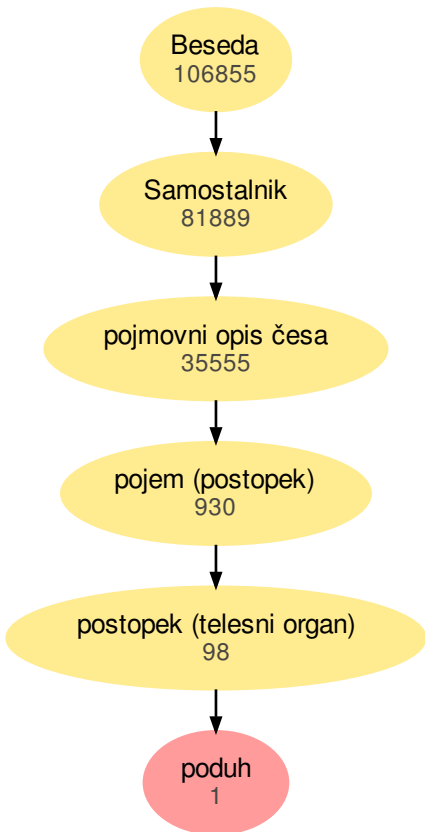 Beseda
106855
Samostalnik
81889
pojmovni opis česa
35555
pojem (postopek)
930
postopek (telesni organ)
98
poduh
1